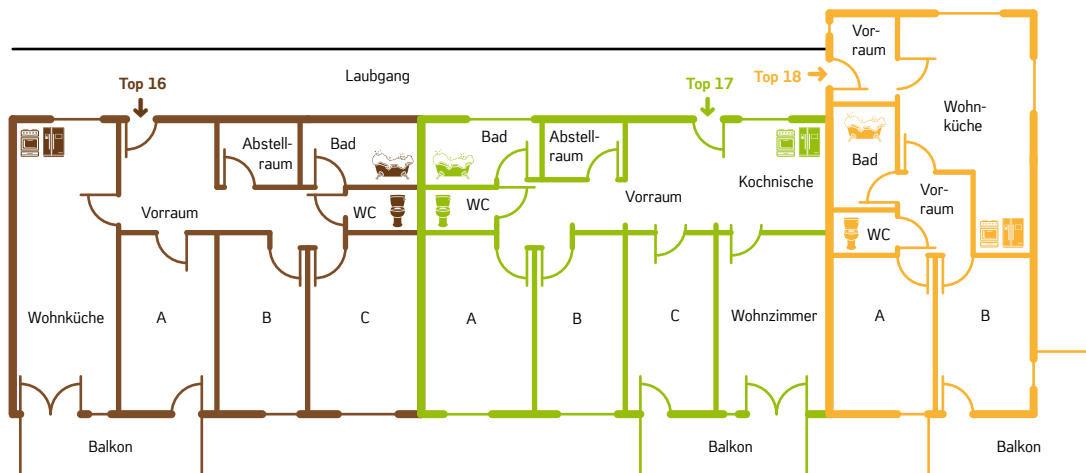 Laubgang
Top 16
Top 17
Top 18
Vor-
raum
Wohn-
küche
Abstell-
raum
Bad
WC
Vorraum
Wohnküche
A
B
C
Balkon
Bad
Abstell-
raum
WC
Vorraum
Kochnische
A
B
C
Wohnzimmer
Balkon
Bad
Vor-
raum
WC
A
B
Balkon